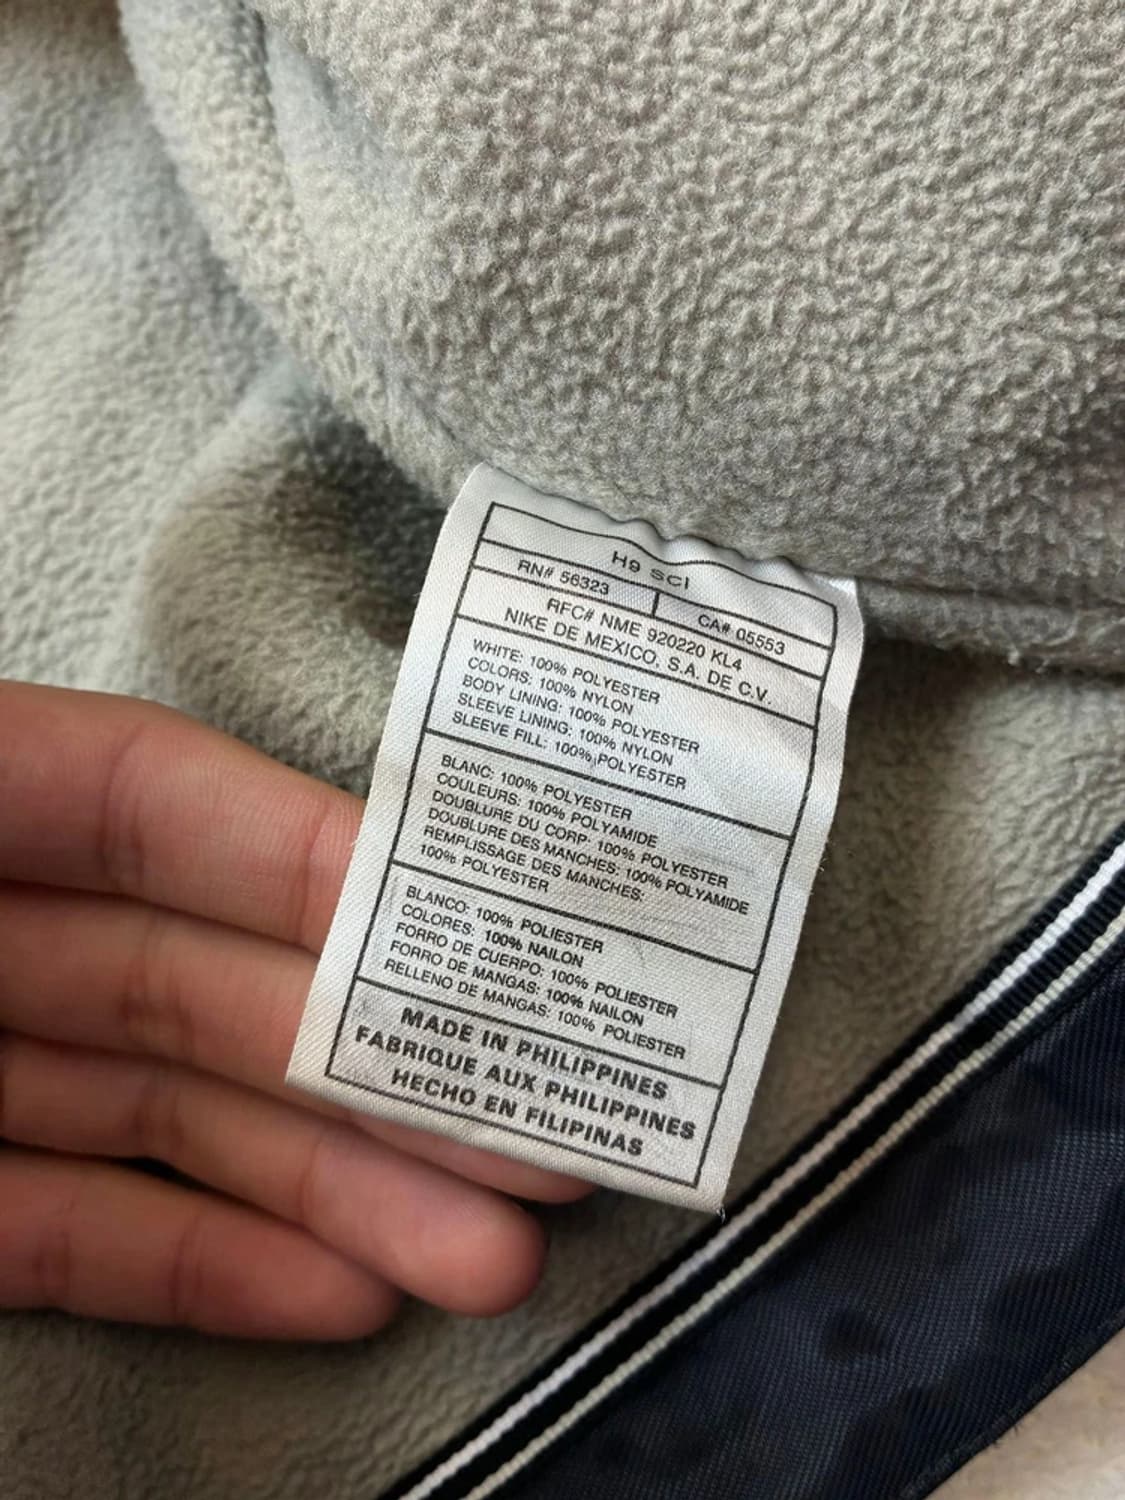 H9 SCI
RN# 56323 CA# 05553
RFC# NME 920220 KL4
NIKE DE MEXICO, S.A. DE C.V.
WHITE: 100% POLYESTER
COLORS: 100% NYLON
BODY LINING: 100% POLYESTER
SLEEVE LINING: 100% NYLON
SLEEVE FILL: 100% POLYESTER
BLANC: 100% POLYESTER
COULEURS: 100% POLYAMIDE
DOUBLURE DU CORP: 100% POLYESTER
DOUBLURE DES MANCHES: 100% POLYAMIDE
REMPLISSAGE DES MANCHES:
100% POLYESTER
BLANCO: 100% POLIESTER
COLORES: 100% NAILON
FORRO DE CUERPO: 100% POLIESTER
FORRO DE MANGAS: 100% NAILON
RELLENO DE MANGAS: 100% POLIESTER
MADE IN PHILIPPINES
FABRIQUE AUX PHILIPPINES
HECHO EN FILIPINAS